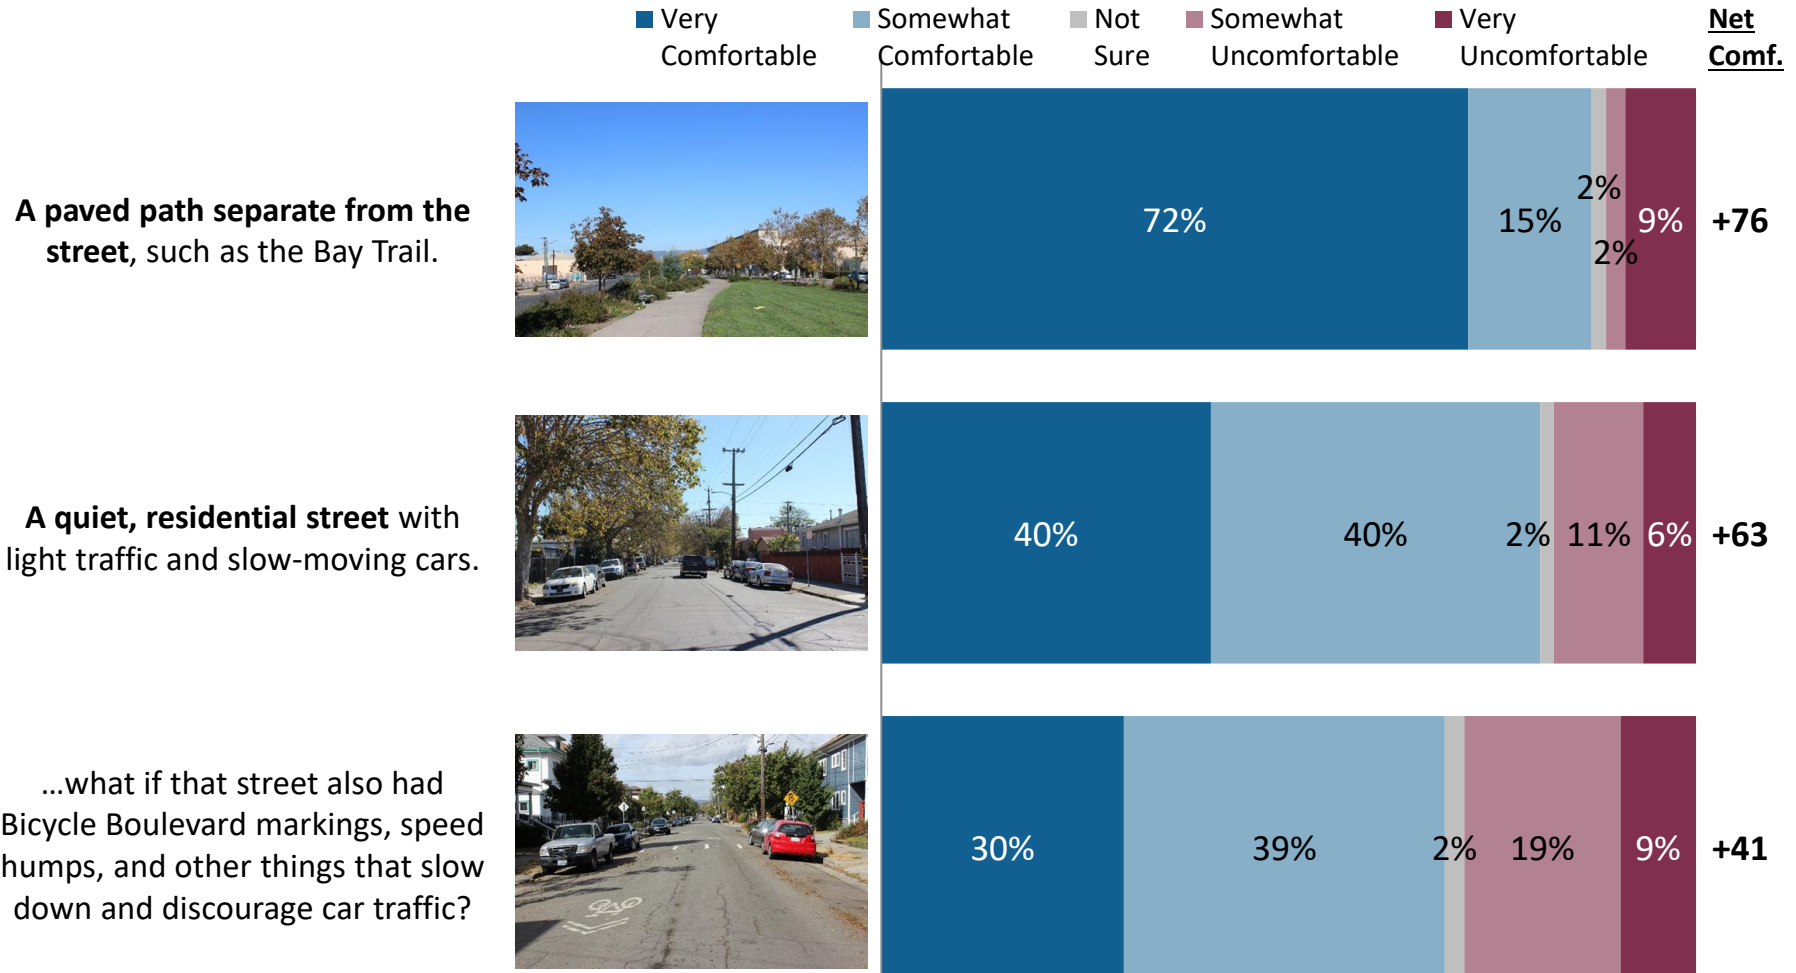 Very Comfortable
Somewhat Comfortable
Not Sure
Somewhat Uncomfortable
Very Uncomfortable
Net Comf.
A paved path separate from the
street, such as the Bay Trail.
72%
15%
2%
2%
9%
+76
A quiet, residential street with
light traffic and slow-moving cars.
40%
40%
2%
11%
6%
+63
...what if that street also had
Bicycle Boulevard markings, speed
humps, and other things that slow
down and discourage car traffic?
30%
39%
2%
19%
9%
+41